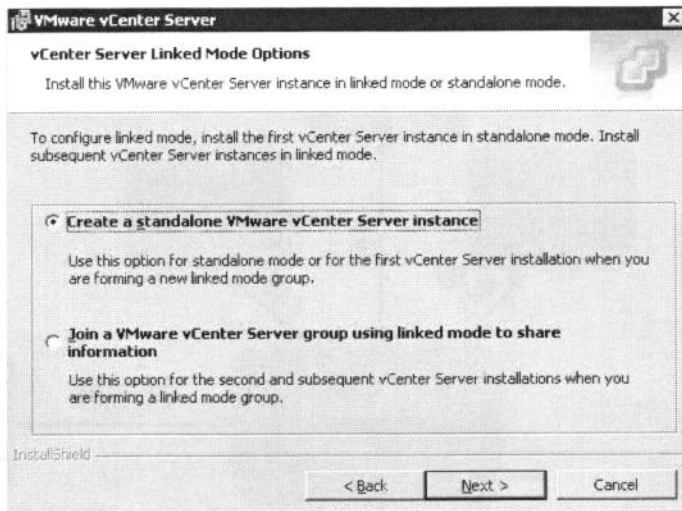 VMware vCenter Server
vCenter Server Linked Mode Options
Install this VMware vCenter Server instance in linked mode or standalone mode.
To configure linked mode, install the first vCenter Server instance in standalone mode. Install
subsequent vCenter Server instances in linked mode.
Create a standalone VMware vCenter Server instance
Use this option for standalone mode or for the first vCenter Server installation when you
are forming a new linked mode group.
Join a VMware vCenter Server group using linked mode to share
information
Use this option for the second and subsequent vCenter Server installations when you
are forming a linked mode group.
InstallShield
< Back
Next >
Cancel